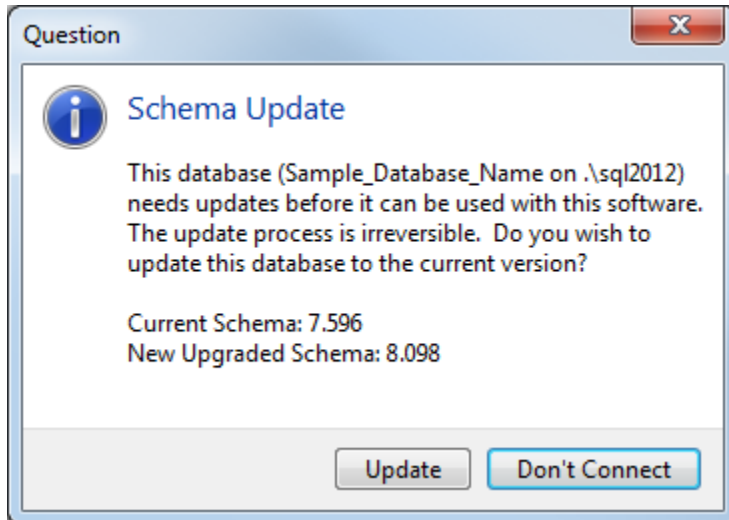 Question
Schema Update
This database (Sample_Database_Name on .\sql2012)
needs updates before it can be used with this software.
The update process is irreversible.  Do you wish to
update this database to the current version?
Current Schema: 7.596
New Upgraded Schema: 8.098
Update
Don't Connect